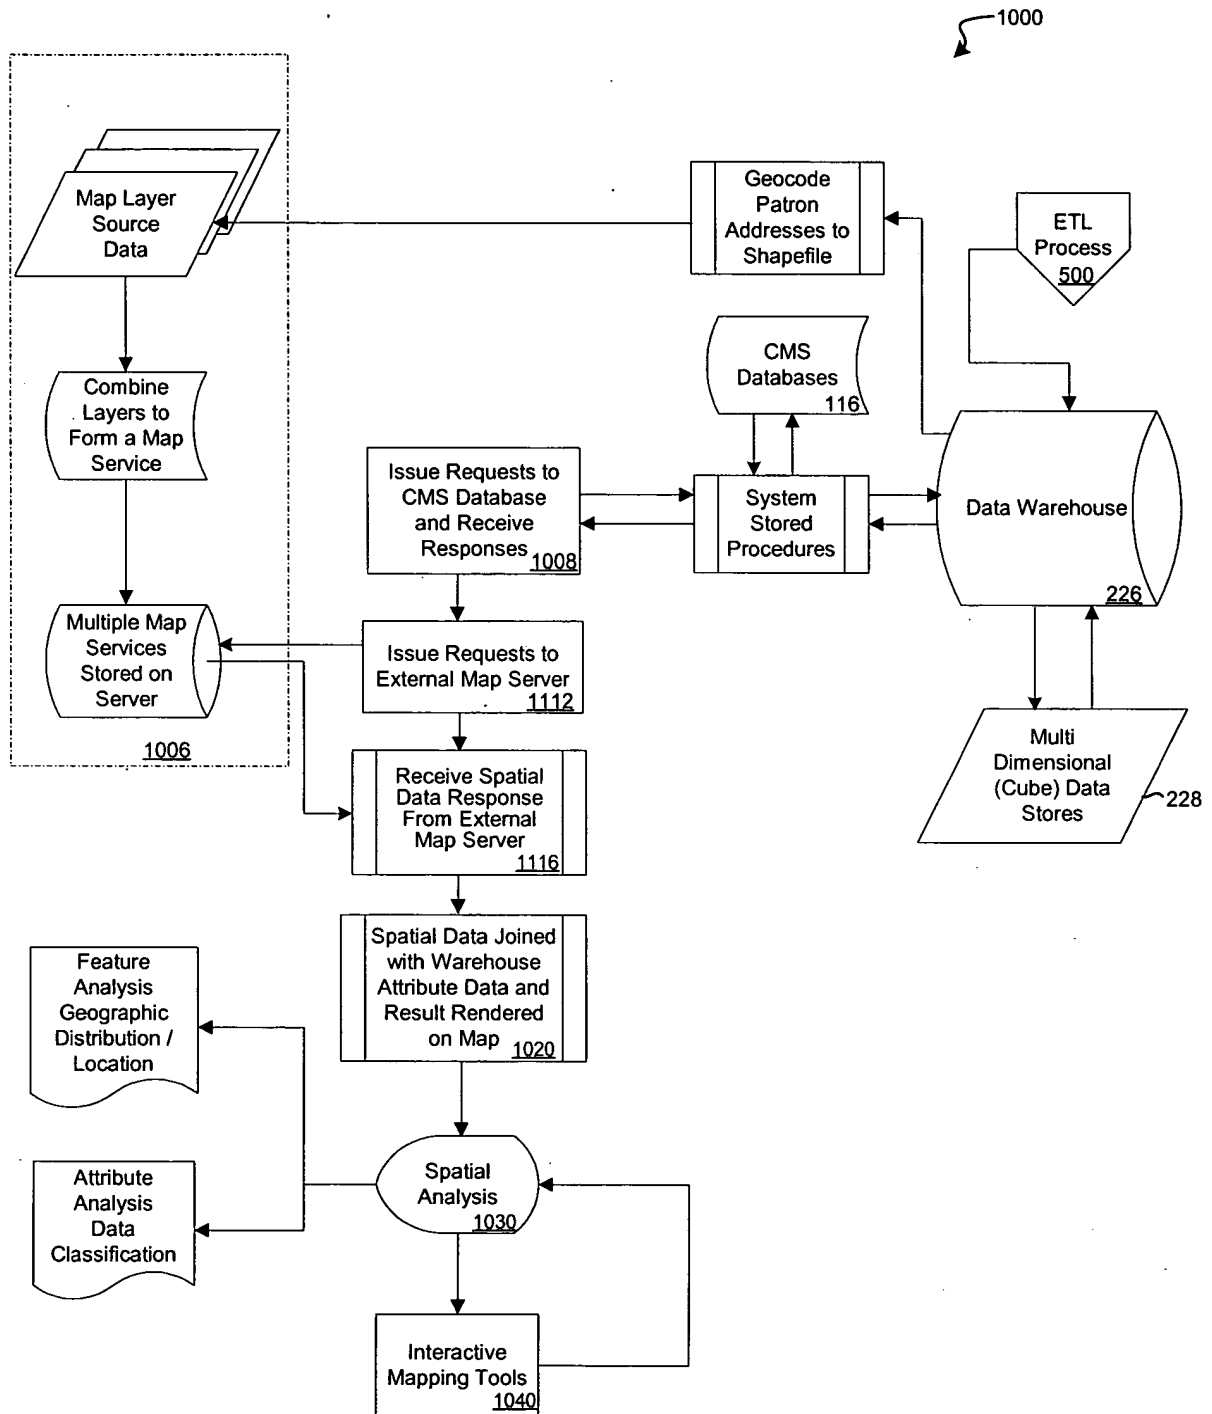 1000
Map Layer
Source
Data
Geocode
Patron
Addresses to
Shapefile
ETL
Process
500
CMS
Databases
116
Combine
Layers to
Form a Map
Service
Issue Requests to
CMS Database
and Receive
Responses
1008
System
Stored
Procedures
Data Warehouse
226
Multiple Map
Services
Stored on
Server
1006
Issue Requests to
External Map Server
1112
Multi
Dimensional
(Cube) Data
Stores
228
Receive Spatial
Data Response
From External
Map Server
1116
Spatial Data Joined
with Warehouse
Attribute Data and
Result Rendered
on Map
1020
Feature
Analysis
Geographic
Distribution /
Location
Attribute
Analysis
Data
Classification
Spatial
Analysis
1030
Interactive
Mapping Tools
1040